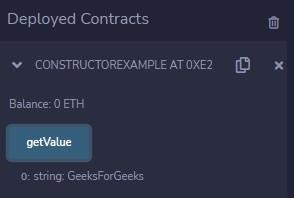 Deployed Contracts
CONSTRUCTOREXAMPLE AT 0XE2
Balance: 0 ETH
getValue
0: string: GeeksForGeeks